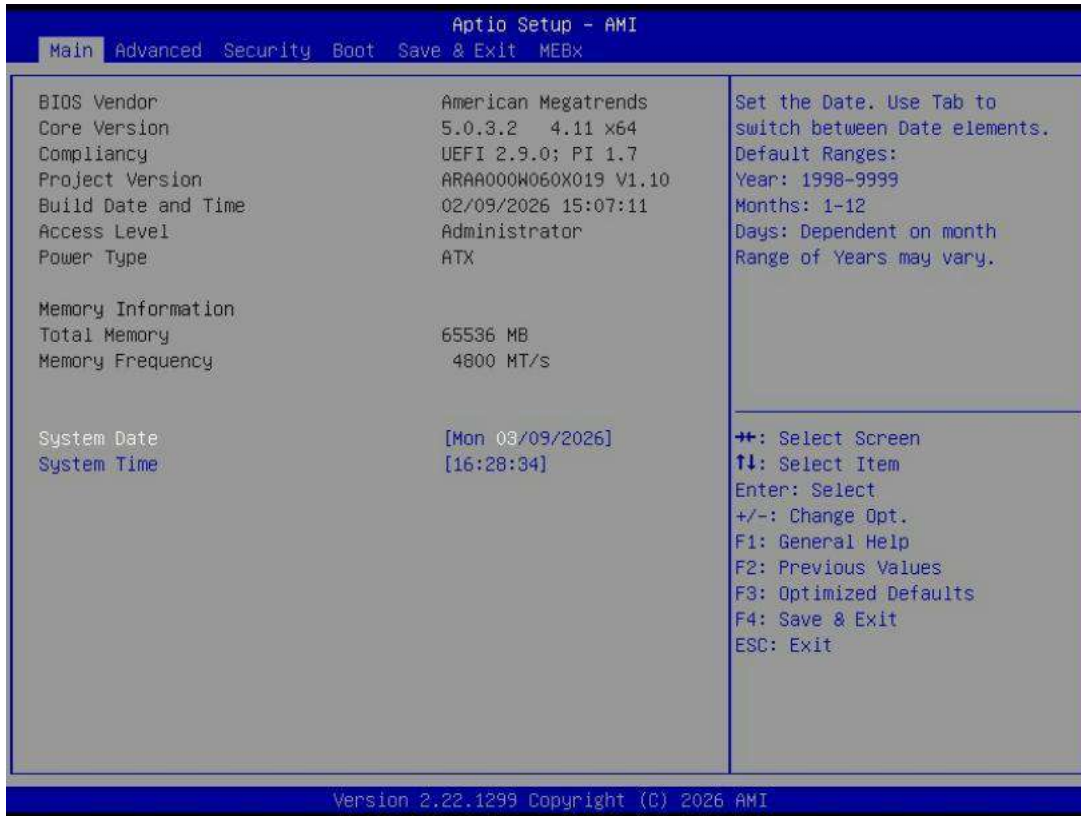 Aptio Setup - AMI
Main Advanced Security Boot Save & Exit MEBx
BIOS Vendor American Megatrends
Core Version 5.0.3.2 4.11 x64
Compliancy UEFI 2.9.0; PI 1.7
Project Version ARAA000W060X019 V1.10
Build Date and Time 02/09/2026 15:07:11
Access Level Administrator
Power Type ATX
Memory Information
Total Memory 65536 MB
Memory Frequency 4800 MT/s
System Date [Mon 03/09/2026]
System Time [16:28:34]
Set the Date. Use Tab to
switch between Date elements.
Default Ranges:
Year: 1998-9999
Months: 1-12
Days: Dependent on month
Range of Years may vary.
→←: Select Screen
↑↓: Select Item
Enter: Select
+/-: Change Opt.
F1: General Help
F2: Previous Values
F3: Optimized Defaults
F4: Save & Exit
ESC: Exit
Version 2.22.1299 Copyright (C) 2026 AMI